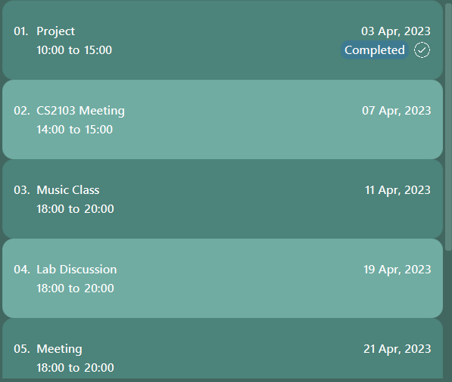 01. Project 03 Apr, 2023
10:00 to 15:00 Completed
02. CS2103 Meeting 07 Apr, 2023
14:00 to 15:00
03. Music Class 11 Apr, 2023
18:00 to 20:00
04. Lab Discussion 19 Apr, 2023
18:00 to 20:00
05. Meeting 21 Apr, 2023
18:00 to 20:00